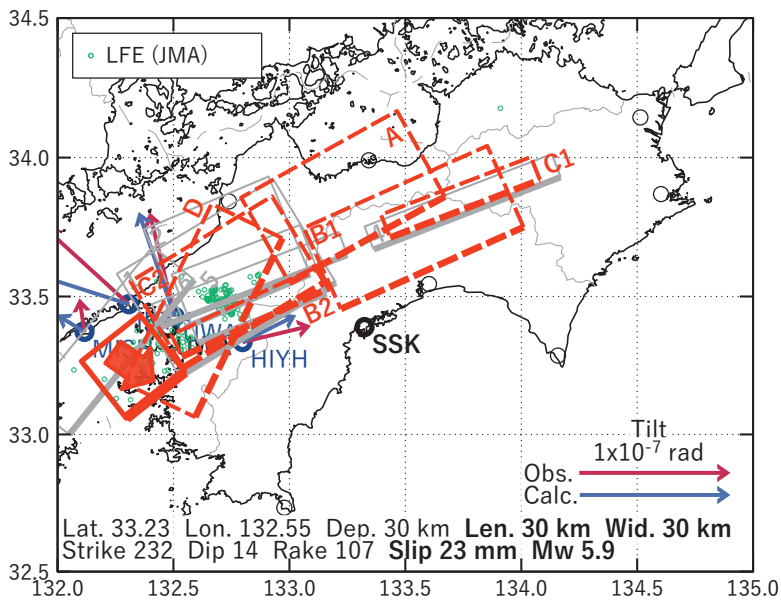 34.5
LFE (JMA)
34.0
A
C1
D
B1
33.5
C2
B2
SSK
HIYH
33.0
Tilt
1x10⁻⁷ rad
Obs.
Calc.
Lat. 33.23 Lon. 132.55 Dep. 30 km Len. 30 km Wid. 30 km
Strike 232 Dip 14 Rake 107 Slip 23 mm Mw 5.9
32.5
132.0 132.5 133.0 133.5 134.0 134.5 135.0